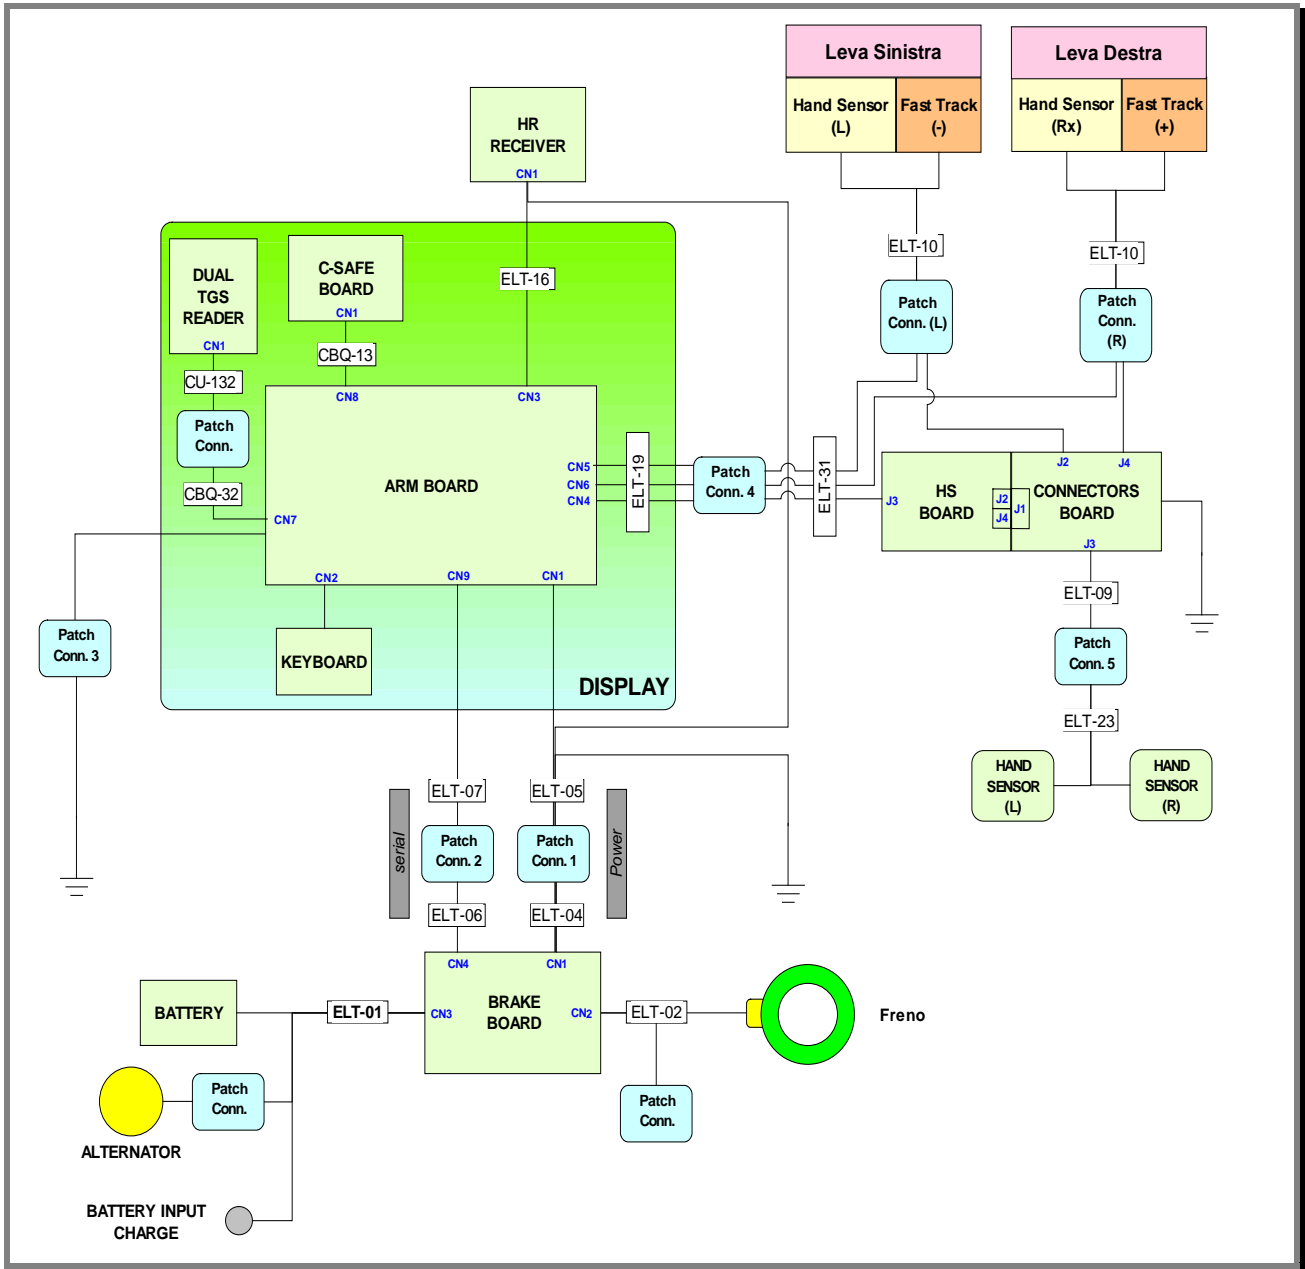 Leva Sinistra
Hand Sensor
(L)
Fast Track
(-)
Leva Destra
Hand Sensor
(Rx)
Fast Track
(+)
HR
RECEIVER
CN1
ELT-10
ELT-10
DUAL
TGS
READER
CN1
C-SAFE
BOARD
CN1
ELT-16
Patch
Conn. (L)
Patch
Conn.
(R)
CU-132
CBQ-13
Patch
Conn.
CBQ-32
CN8
CN3
ARM BOARD
CN5
CN6
CN4
CN7
CN2
CN9
CN1
ELT-19
Patch
Conn. 4
ELT-31
J3
HS
BOARD
J2
J4
J1
J2
J4
CONNECTORS
BOARD
J3
ELT-09
Patch
Conn. 5
ELT-23
HAND
SENSOR
(L)
HAND
SENSOR
(R)
Patch
Conn. 3
KEYBOARD
DISPLAY
serial
ELT-07
Patch
Conn. 2
ELT-06
ELT-05
Patch
Conn. 1
ELT-04
Power
CN4
CN1
CN3
CN2
BRAKE
BOARD
BATTERY
ELT-01
ELT-02
Freno
Patch
Conn.
Patch
Conn.
ALTERNATOR
BATTERY INPUT
CHARGE